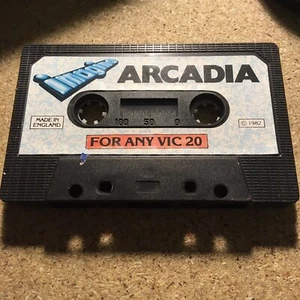 imagine
ARCADIA
MADE IN
ENGLAND
100 50 0
© 1982
FOR ANY VIC 20